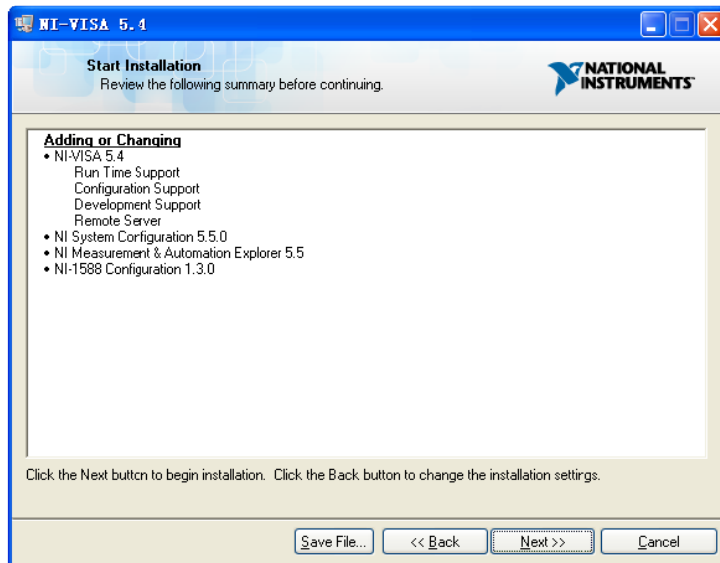 NI-VISA 5.4
Start Installation
Review the following summary before continuing.
NATIONAL
INSTRUMENTS™
Adding or Changing
• NI-VISA 5.4
Run Time Support
Configuration Support
Development Support
Remote Server
• NI System Configuration 5.5.0
• NI Measurement & Automation Explorer 5.5
• NI-1588 Configuration 1.3.0
Click the Next button to begin installation.  Click the Back button to change the installation settings.
Save File... << Back Next >> Cancel